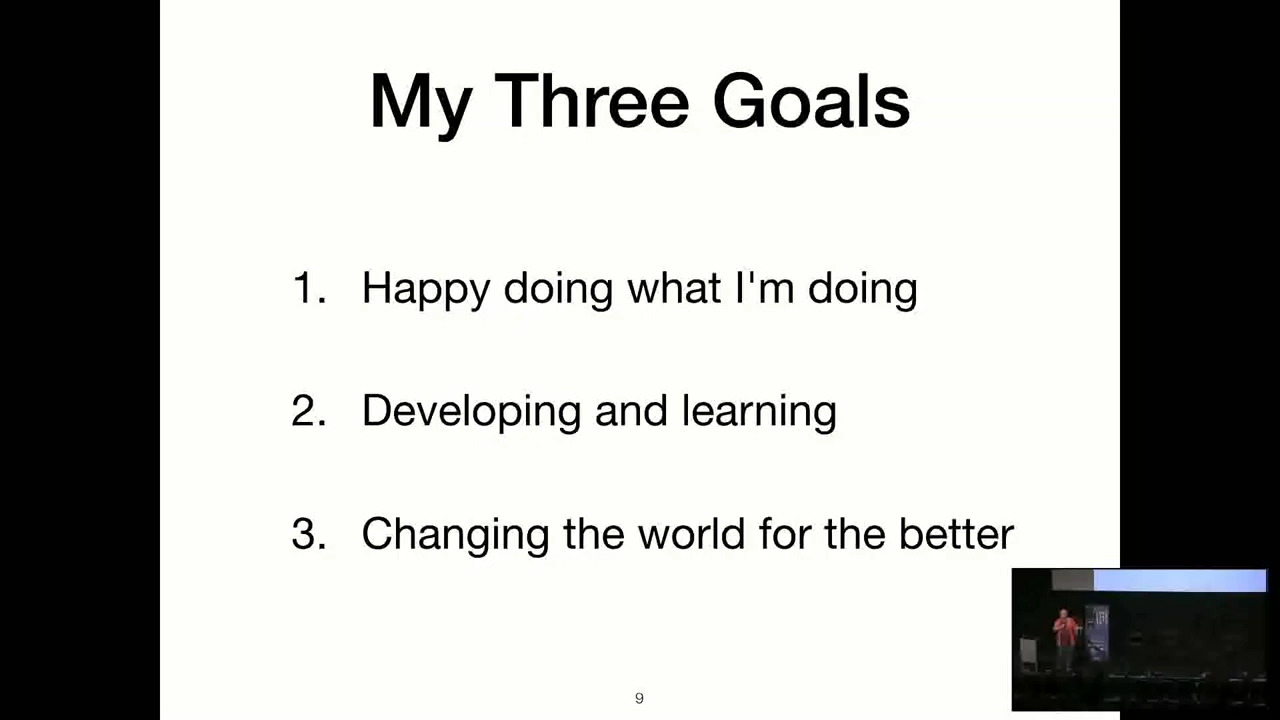 My Three Goals
1. Happy doing what I'm doing
2. Developing and learning
3. Changing the world for the better
9